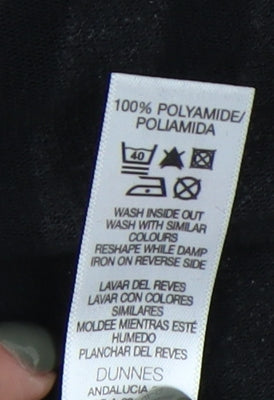 100% POLYAMIDE/
POLIAMIDA
40
WASH INSIDE OUT
WASH WITH SIMILAR
COLOURS
RESHAPE WHILE DAMP
IRON ON REVERSE SIDE
LAVAR DEL REVES
LAVAR CON COLORES
SIMILARES
MOLDEE MIENTRAS ESTÉ
HUMEDO
PLANCHAR DEL REVES
DUNNES
ANDALUCIA